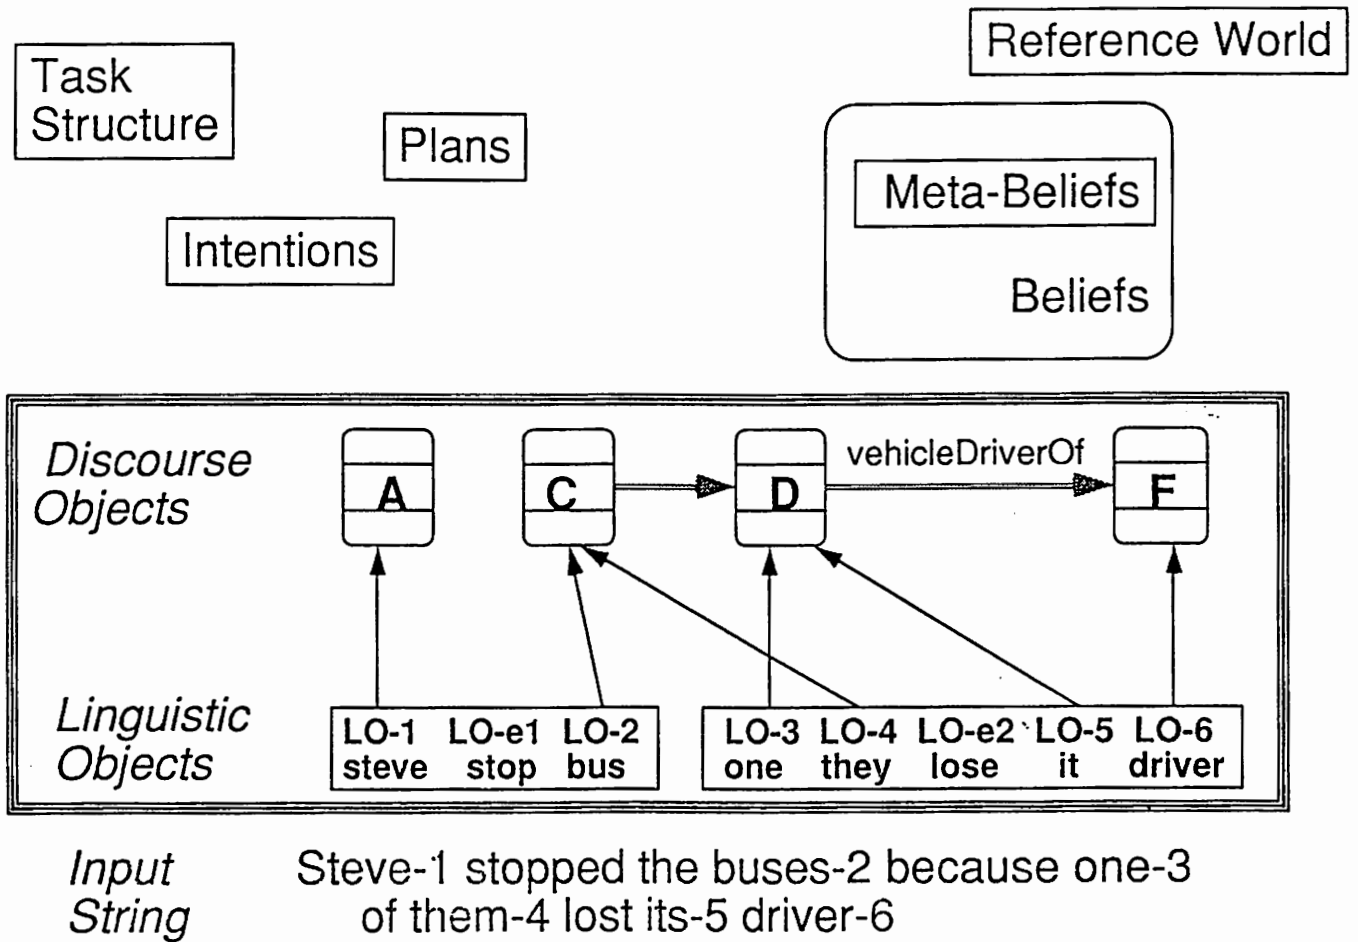 Reference World
Task
Structure
Plans
Meta-Beliefs
Intentions
Beliefs
Discourse
Objects
A
C
D
vehicleDriverOf
F
Linguistic
Objects
LO-1 LO-e1 LO-2
steve stop bus
LO-3 LO-4 LO-e2 LO-5 LO-6
one they lose it driver
Input
String
Steve-1 stopped the buses-2 because one-3
of them-4 lost its-5 driver-6